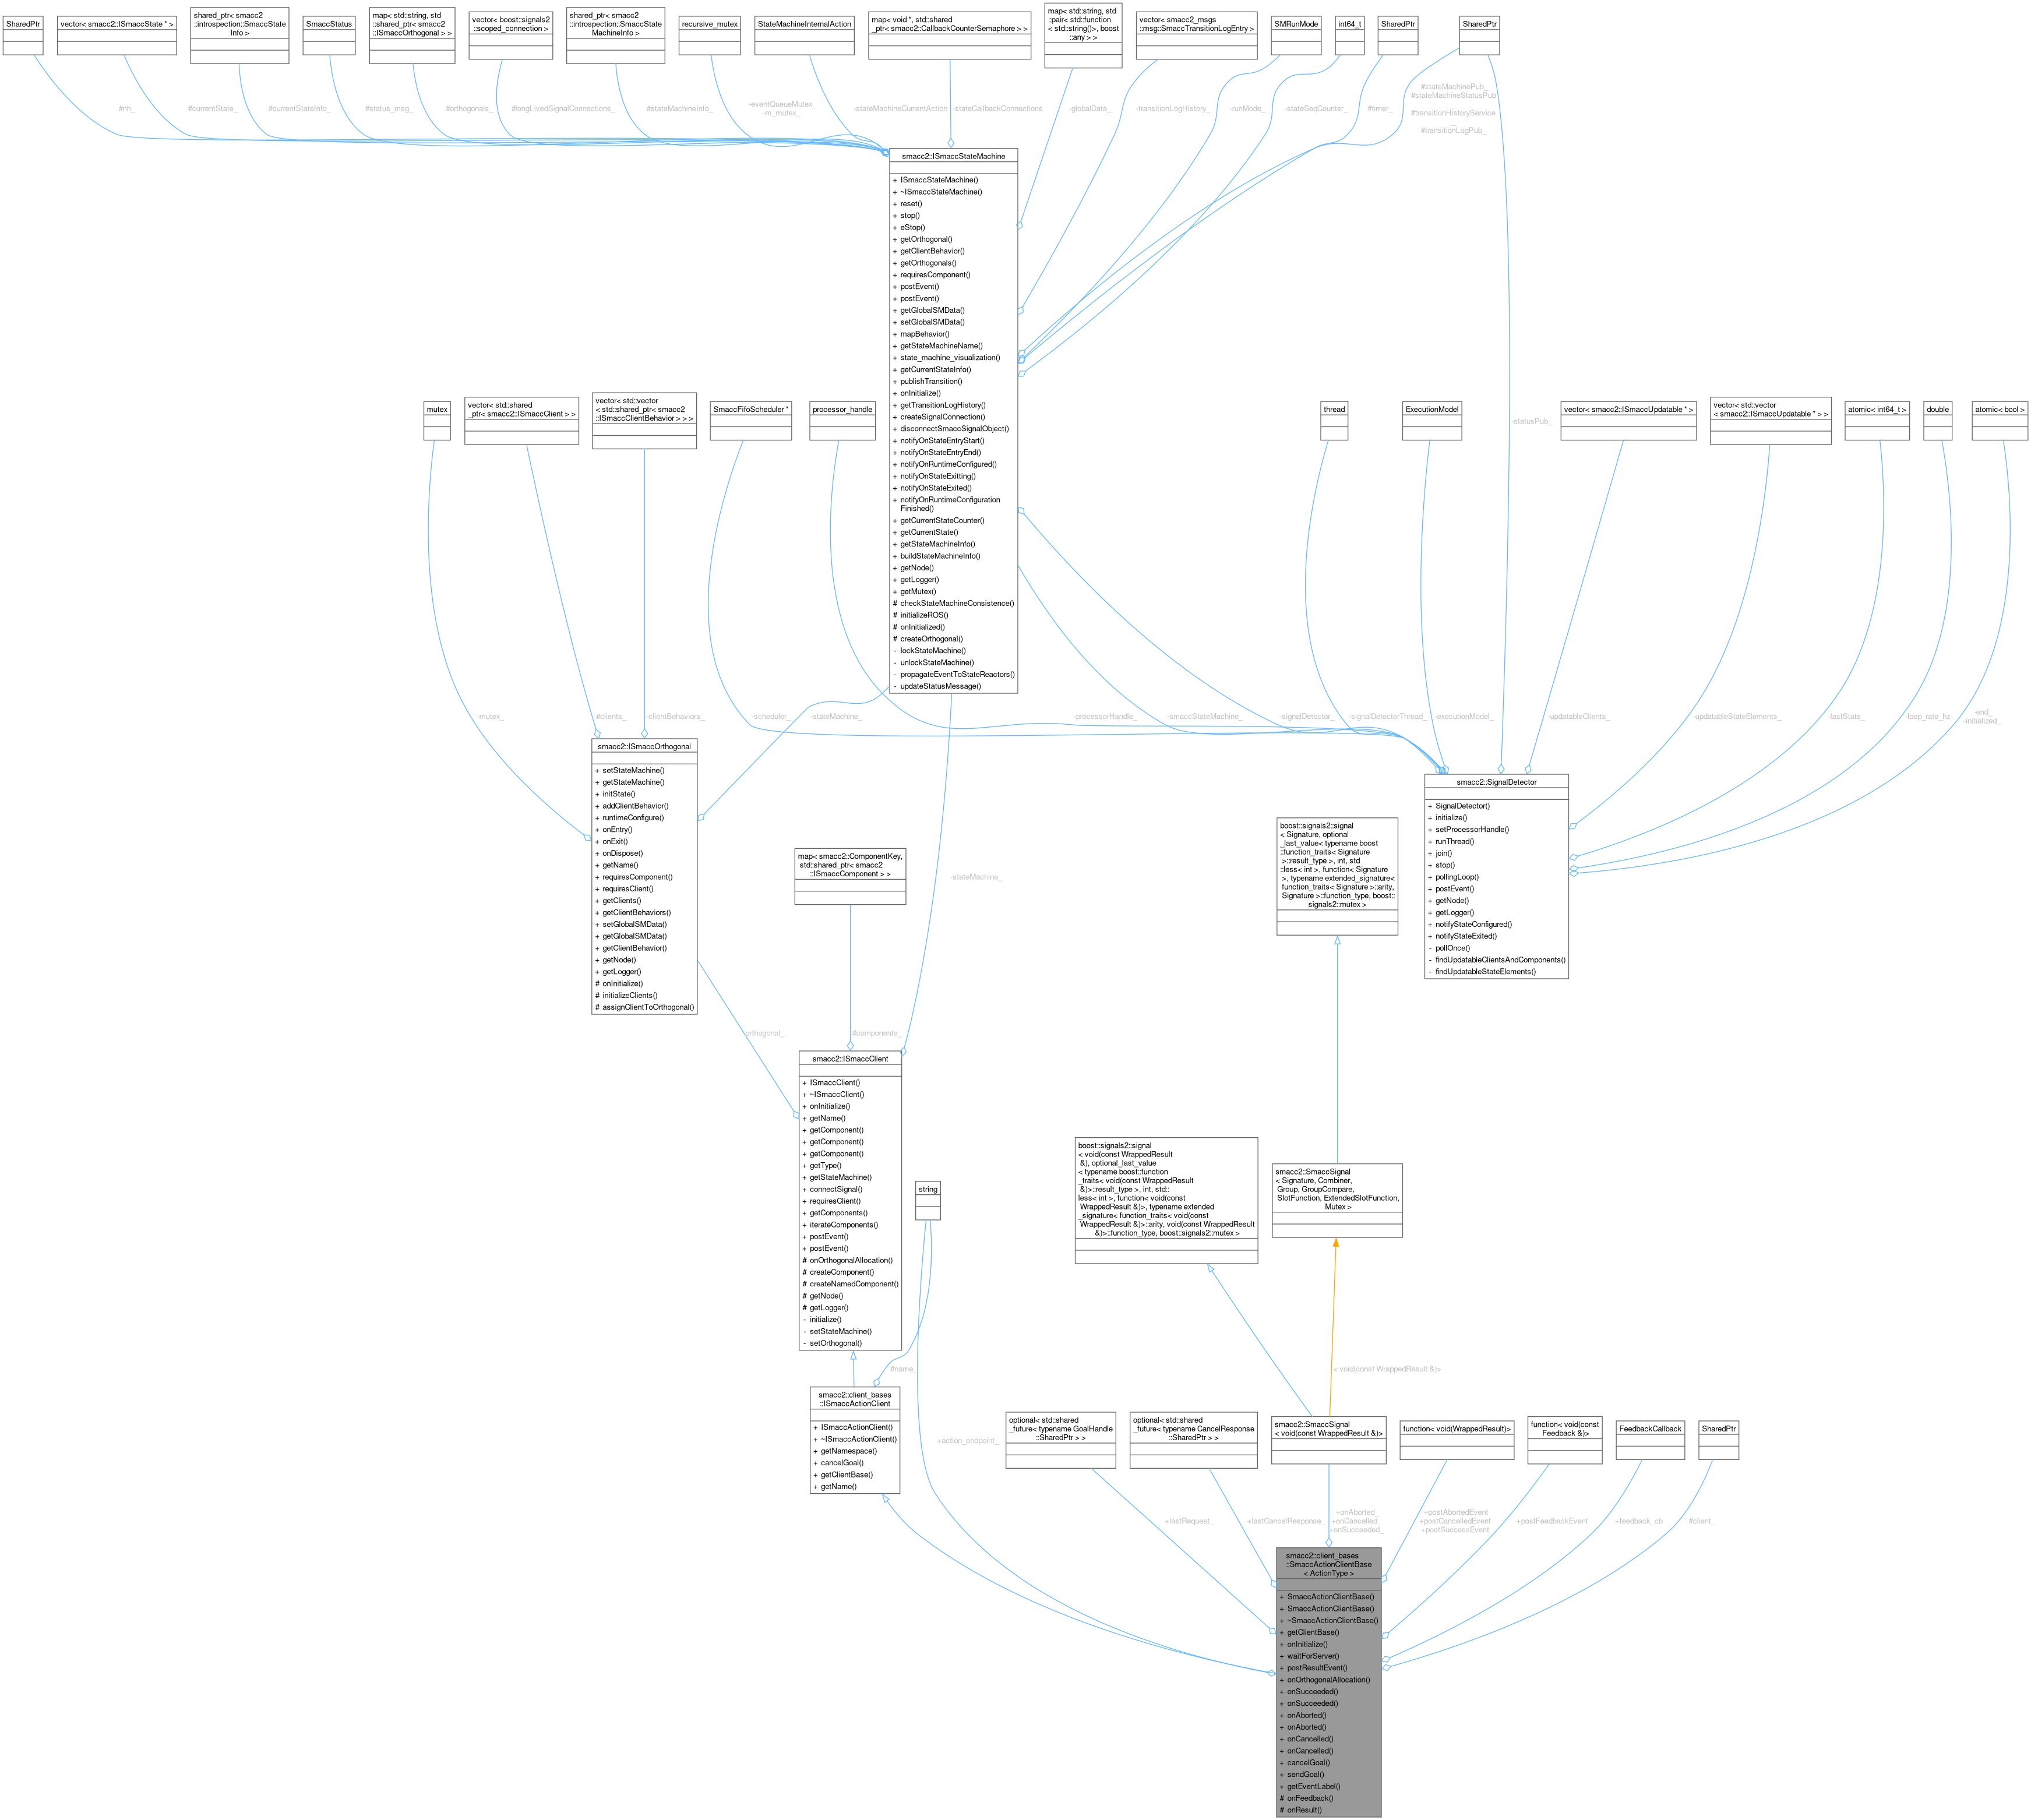 SharedPtr
vector< smacc2::ISmaccState * >
shared_ptr< smacc2
::introspection::SmaccState
Info >
SmaccStatus
map< std::string, std
::shared_ptr< smacc2
::ISmaccOrthogonal > >
vector< boost::signals2
::scoped_connection >
shared_ptr< smacc2
::introspection::SmaccState
MachineInfo >
recursive_mutex
StateMachineInternalAction
map< void *, std::shared
_ptr< smacc2::CallbackCounterSemaphore > >
map< std::string, std
::pair< std::function
< std::string()>, boost
::any > >
vector< smacc2_msgs
::msg::SmaccTransitionLogEntry >
SMRunMode
int64_t
SharedPtr
SharedPtr
#nh_
#currentState_
#currentStateInfo_
#status_msg_
#orthogonals_
#longLivedSignalConnections_
#stateMachineInfo_
-eventQueueMutex_
-m_mutex_
-stateMachineCurrentAction
-stateCallbackConnections
-globalData_
-transitionLogHistory_
-runMode_
-stateSeqCounter_
#timer_
#stateMachinePub_
#stateMachineStatusPub
_
#transitionHistoryService
_
#transitionLogPub_
smacc2::ISmaccStateMachine
+ ISmaccStateMachine()
+ ~ISmaccStateMachine()
+ reset()
+ stop()
+ eStop()
+ getOrthogonal()
+ getClientBehavior()
+ getOrthogonals()
+ requiresComponent()
+ postEvent()
+ postEvent()
+ getGlobalSMData()
+ setGlobalSMData()
+ mapBehavior()
+ getStateMachineName()
+ state_machine_visualization()
+ getCurrentStateInfo()
+ publishTransition()
+ onInitialize()
+ getTransitionLogHistory()
+ createSignalConnection()
+ disconnectSmaccSignalObject()
+ notifyOnStateEntryStart()
+ notifyOnStateEntryEnd()
+ notifyOnRuntimeConfigured()
+ notifyOnStateExitting()
+ notifyOnStateExited()
+ notifyOnRuntimeConfiguration
Finished()
+ getCurrentStateCounter()
+ getCurrentState()
+ getStateMachineInfo()
+ buildStateMachineInfo()
+ getNode()
+ getLogger()
+ getMutex()
# checkStateMachineConsistence()
# initializeROS()
# onInitialized()
# createOrthogonal()
- lockStateMachine()
- unlockStateMachine()
- propagateEventToStateReactors()
- updateStatusMessage()
mutex
vector< std::shared
_ptr< smacc2::ISmaccClient > >
vector< std::vector
< std::shared_ptr< smacc2
::ISmaccClientBehavior > > >
SmaccFifoScheduler *
processor_handle
thread
ExecutionModel
-statusPub_
vector< smacc2::ISmaccUpdatable * >
vector< std::vector
< smacc2::ISmaccUpdatable * > >
atomic< int64_t >
double
atomic< bool >
-mutex_
#clients_
-clientBehaviors_
-scheduler_
-stateMachine_
-processorHandle_
-smaccStateMachine_
-signalDetector_
-signalDetectorThread_
-executionModel_
-updatableClients_
-updatableStateElements_
-lastState_
-loop_rate_hz
-end_
-initialized_
smacc2::ISmaccOrthogonal
+ setStateMachine()
+ getStateMachine()
+ initState()
+ addClientBehavior()
+ runtimeConfigure()
+ onEntry()
+ onExit()
+ onDispose()
+ getName()
+ requiresComponent()
+ requiresClient()
+ getClients()
+ getClientBehaviors()
+ setGlobalSMData()
+ getGlobalSMData()
+ getClientBehavior()
+ getNode()
+ getLogger()
# onInitialize()
# initializeClients()
# assignClientToOrthogonal()
smacc2::SignalDetector
+ SignalDetector()
+ initialize()
+ setProcessorHandle()
+ runThread()
+ join()
+ stop()
+ pollingLoop()
+ postEvent()
+ getNode()
+ getLogger()
+ notifyStateConfigured()
+ notifyStateExited()
- pollOnce()
- findUpdatableClientsAndComponents()
- findUpdatableStateElements()
boost::signals2::signal
< Signature, optional
_last_value< typename boost
::function_traits< Signature
>::result_type >, int, std
::less< int >, function< Signature
>, typename extended_signature<
function_traits< Signature >::arity,
Signature >::function_type, boost::
signals2::mutex >
map< smacc2::ComponentKey,
std::shared_ptr< smacc2
::ISmaccComponent > >
-stateMachine_
-orthogonal_
#components_
smacc2::ISmaccClient
+ ISmaccClient()
+ ~ISmaccClient()
+ onInitialize()
+ getName()
+ getComponent()
+ getComponent()
+ getComponent()
+ getType()
+ getStateMachine()
+ connectSignal()
+ requiresClient()
+ getComponents()
+ iterateComponents()
+ postEvent()
+ postEvent()
# onOrthogonalAllocation()
# createComponent()
# createNamedComponent()
# getNode()
# getLogger()
- initialize()
- setStateMachine()
- setOrthogonal()
string
boost::signals2::signal
< void(const WrappedResult
&), optional_last_value
< typename boost::function
_traits< void(const WrappedResult
&)>::result_type >, int, std::
less< int >, function< void(const
WrappedResult &)>, typename extended
_signature< function_traits< void(const
WrappedResult &)>::arity, void(const WrappedResult
&)>::function_type, boost::signals2::mutex >
smacc2::SmaccSignal
< Signature, Combiner,
Group, GroupCompare,
SlotFunction, ExtendedSlotFunction,
Mutex >
#name_
< void(const WrappedResult &)>
smacc2::client_bases
::ISmaccActionClient
+ ISmaccActionClient()
+ ~ISmaccActionClient()
+ getNamespace()
+ cancelGoal()
+ getClientBase()
+ getName()
+action_endpoint_
optional< std::shared
_future< typename GoalHandle
::SharedPtr > >
optional< std::shared
_future< typename CancelResponse
::SharedPtr > >
smacc2::SmaccSignal
< void(const WrappedResult &)>
function< void(WrappedResult)>
function< void(const
Feedback &)>
FeedbackCallback
SharedPtr
+lastRequest_
+lastCancelResponse_
+onAborted_
+onCancelled_
+onSucceeded_
+postAbortedEvent
+postCancelledEvent
+postSuccessEvent
+postFeedbackEvent
+feedback_cb
#client_
smacc2::client_bases
::SmaccActionClientBase
< ActionType >
+ SmaccActionClientBase()
+ SmaccActionClientBase()
+ ~SmaccActionClientBase()
+ getClientBase()
+ onInitialize()
+ waitForServer()
+ postResultEvent()
+ onOrthogonalAllocation()
+ onSucceeded()
+ onSucceeded()
+ onAborted()
+ onAborted()
+ onCancelled()
+ onCancelled()
+ cancelGoal()
+ sendGoal()
+ getEventLabel()
# onFeedback()
# onResult()